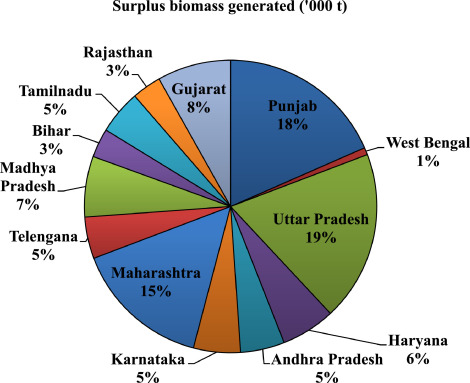 Surplus biomass generated ('000 t)
Rajasthan
3%
Gujarat
8%
Punjab
18%
Tamilnadu
5%
Bihar
3%
West Bengal
1%
Madhya
Pradesh
7%
Uttar Pradesh
19%
Telengana
5%
Maharashtra
15%
Haryana
6%
Karnataka
5%
Andhra Pradesh
5%